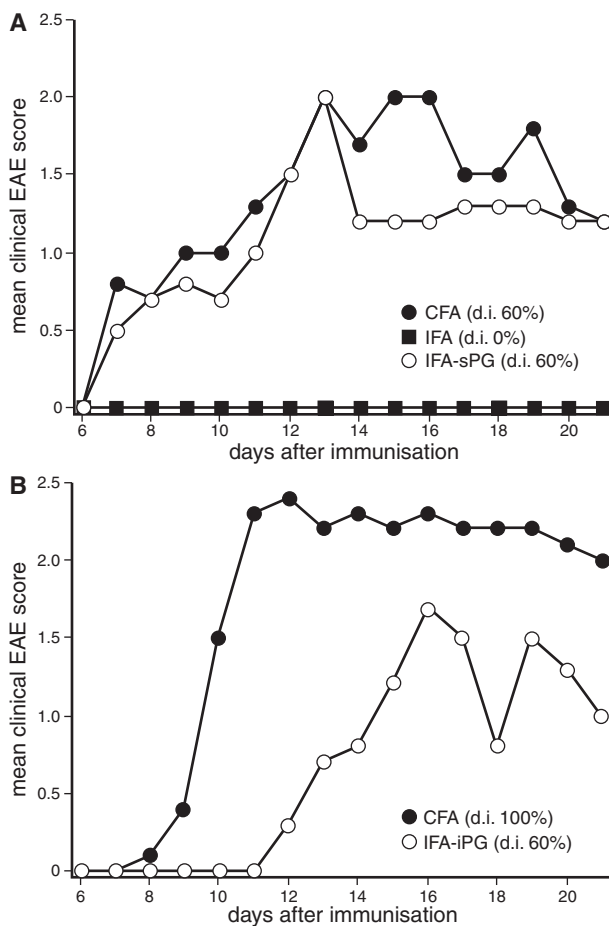 A
2.5
2.0
1.5
1.0
0.5
0
mean clinical EAE score
CFA (d.i. 60%)
IFA (d.i. 0%)
IFA-sPG (d.i. 60%)
6 8 10 12 14 16 18 20
days after immunisation
B
2.5
2.0
1.5
1.0
0.5
0
mean clinical EAE score
CFA (d.i. 100%)
IFA-iPG (d.i. 60%)
6 8 10 12 14 16 18 20
days after immunisation